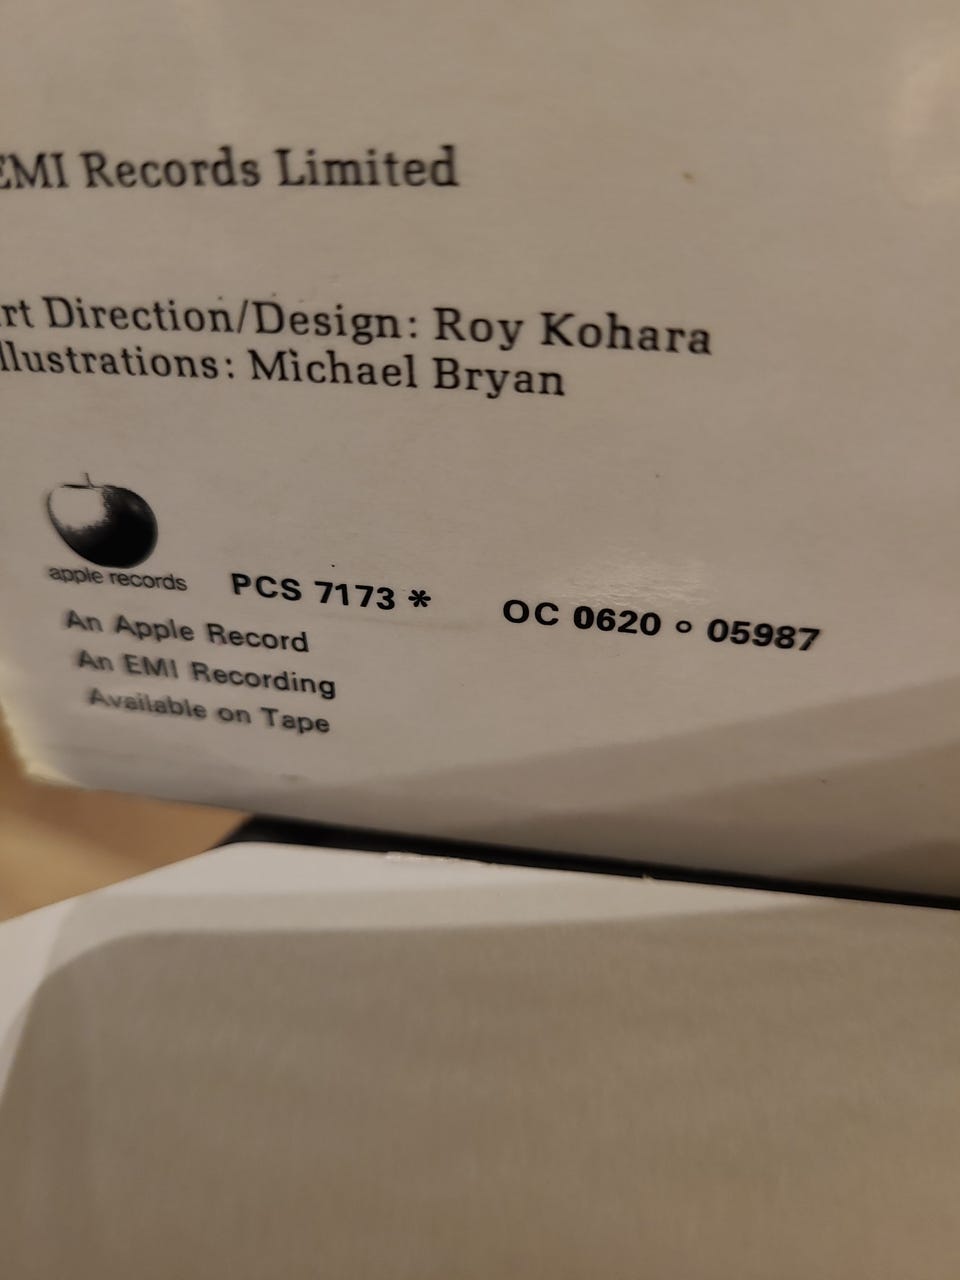 EMI Records Limited
rt Direction/Design: Roy Kohara
llustrations: Michael Bryan
apple records
PCS 7173 * OC 0620 o 05987
An Apple Record
An EMI Recording
Available on Tape